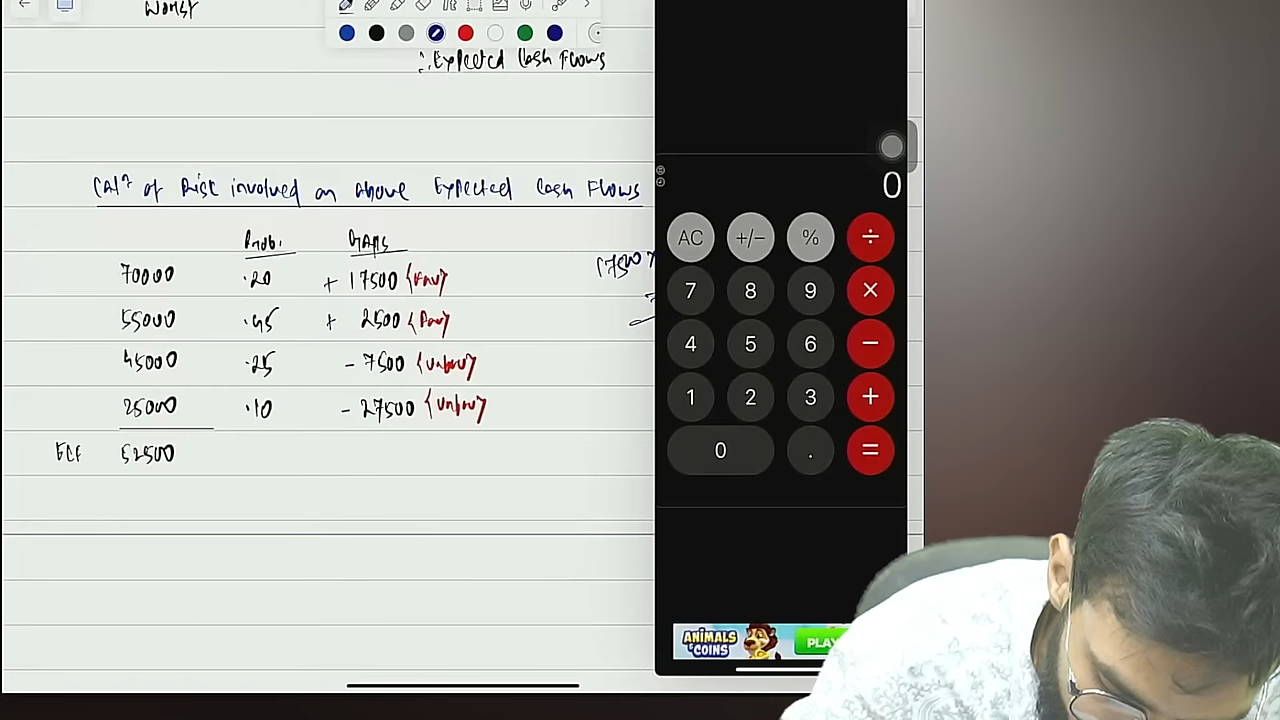 Worst
∴ Expected Cash Flows
Calⁿ of Risk involved on above Expected Cash Flows
Prob. Gaps
70000 .20 + 17500 {Fav}
55000 .45 + 2500 {Fav}
45000 .25 - 7500 {Unfav}
25000 .10 - 27500 {Unfav}
ECF 52500
0
AC +/− % ÷
7 8 9 ×
4 5 6 −
1 2 3 +
0 . =
ANIMALS & COINS PLAY